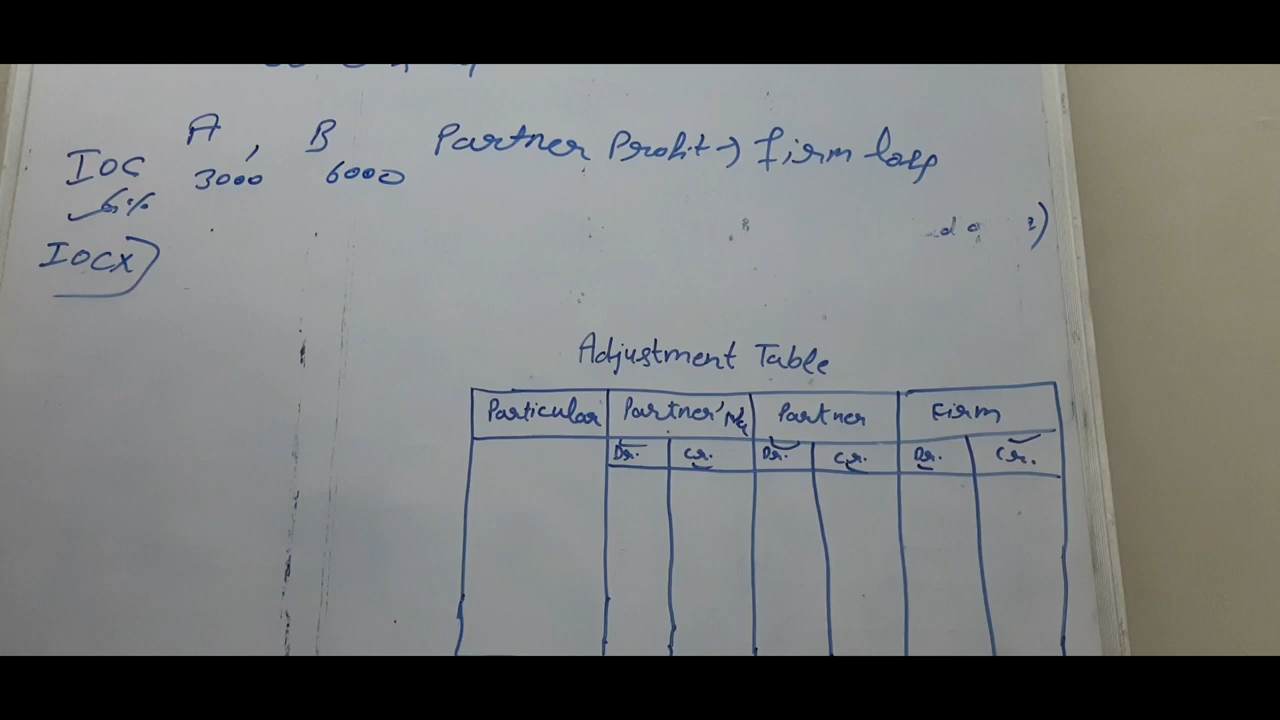 A , B Partner Profit → firm loss
IOC 3000 6000
6%
IOCX
Adjustment Table
Particular Partner' Partner Firm
Dr. Cr. Dr. Cr. Dr. Cr.